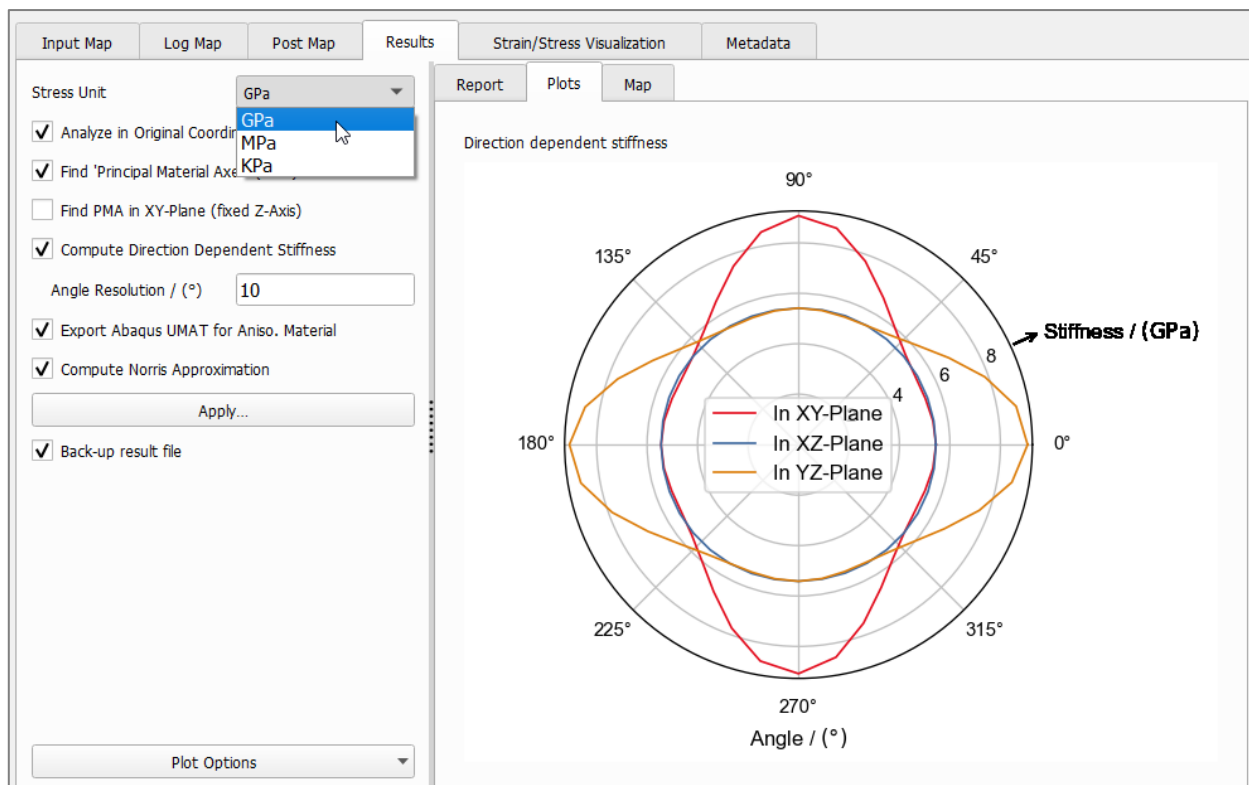 Input Map
Log Map
Post Map
Results
Strain/Stress Visualization
Metadata
Stress Unit
GPa
GPa
MPa
KPa
Analyze in Original
Find 'Principal Material
Find PMA in XY-Plane (fixed Z-Axis)
Compute Direction Dependent Stiffness
Angle Resolution / (°)
10
Export Abaqus UMAT for Aniso. Material
Compute Norris Approximation
Apply...
Back-up result file
Plot Options
Report
Plots
Map
Direction dependent stiffness
90°
135°
45°
Stiffness / (GPa)
8
6
4
In XY-Plane
In XZ-Plane
In YZ-Plane
180°
0°
225°
315°
270°
Angle / (°)